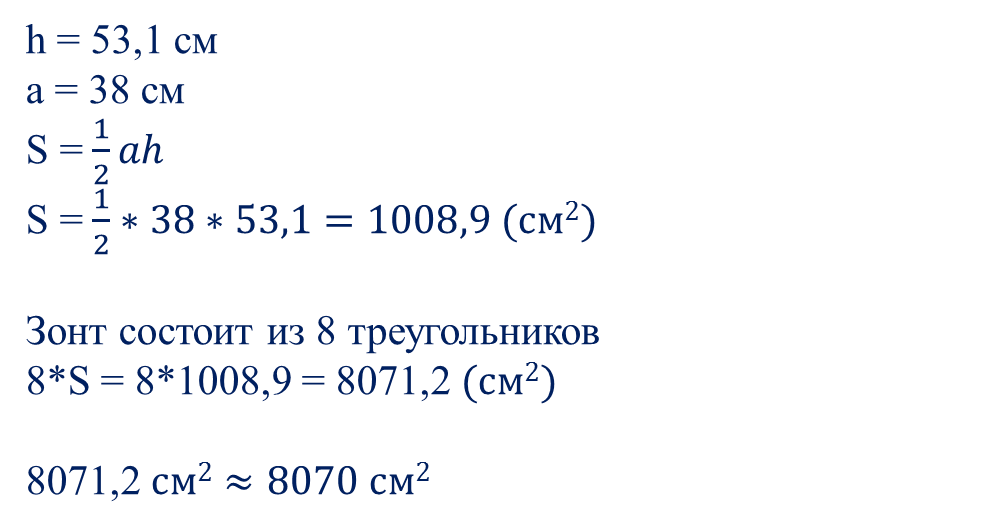 h = 53,1 см
a = 38 см
S = 1/2 ah
S = 1/2 * 38 * 53,1 = 1008,9 (см²)
Зонт состоит из 8 треугольников
8*S = 8*1008,9 = 8071,2 (см²)
8071,2 см² ≈ 8070 см²